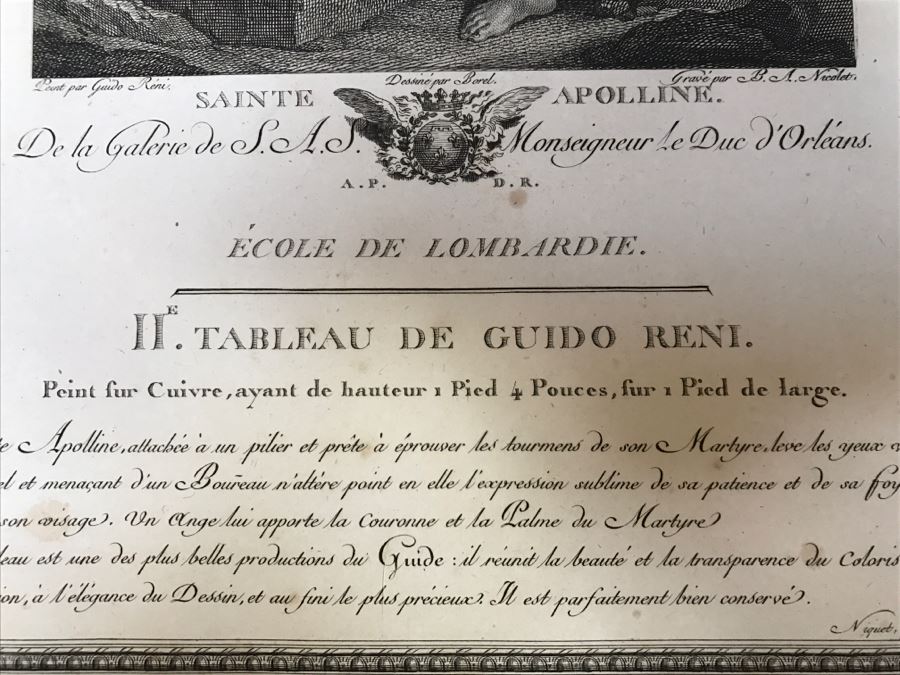 Peint par Guido Réni.
Dessiné par Borel.
Gravé par B. A. Nicolet.
SAINTE APOLLINE.
De la Galerie de S. A. S. Monseigneur le Duc d'Orléans.
A. P. D. R.
ÉCOLE DE LOMBARDIE.
IIE. TABLEAU DE GUIDO RENI.
Peint sur Cuivre, ayant de hauteur 1 Pied 4 Pouces, sur 1 Pied de large.
te Apolline, attachée à un pilier et prête à éprouver les tourmens de son Martyre, leve les yeux
el et menaçant d'un Boureau n'altére point en elle l'expression sublime de sa patience et de sa foy
son visage. Un Ange lui apporte la Couronne et la Palme du Martyre
leau est une des plus belles productions du Guide : il réunit la beauté et la transparence du Coloris
ion, à l'élégance du Dessin, et au fini le plus précieux. Il est parfaitement bien conservé.
Niquet,